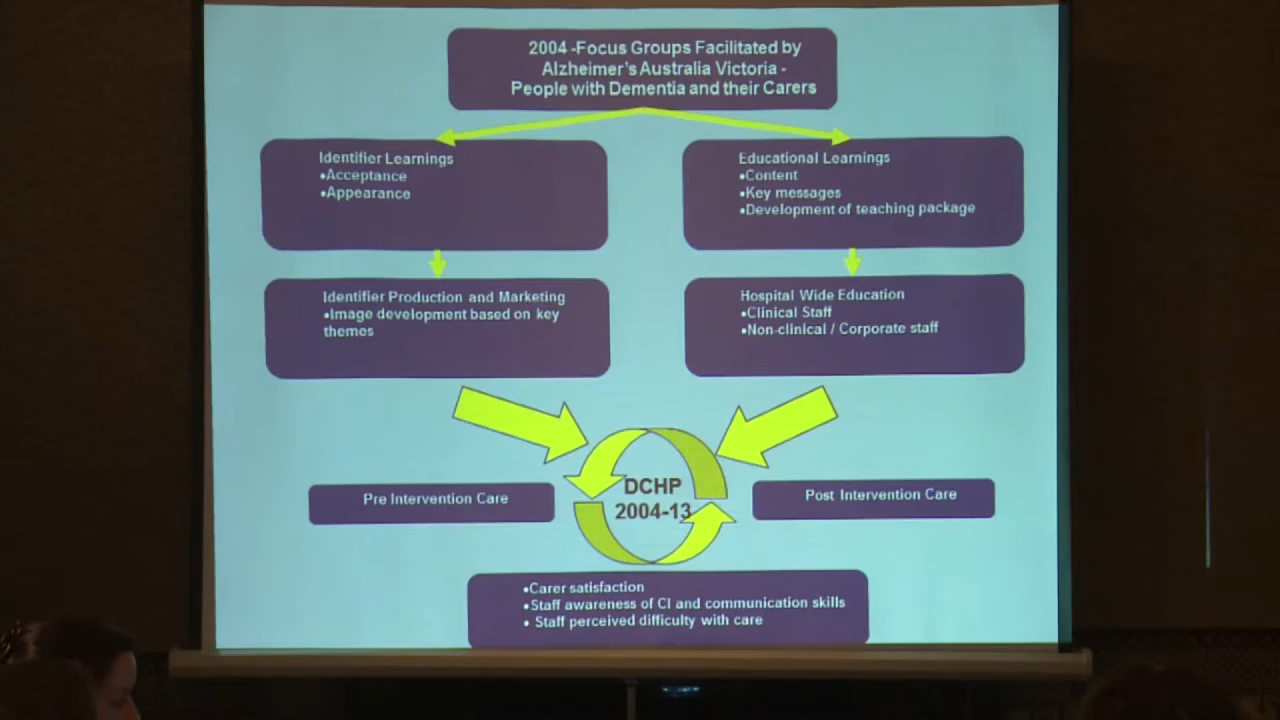 2004 -Focus Groups Facilitated by
Alzheimer's Australia Victoria -
People with Dementia and their Carers
Identifier Learnings
•Acceptance
•Appearance
Educational Learnings
•Content
•Key messages
•Development of teaching package
Identifier Production and Marketing
•Image development based on key
themes
Hospital Wide Education
•Clinical Staff
•Non-clinical / Corporate staff
DCHP
2004-13
Pre Intervention Care
Post Intervention Care
•Carer satisfaction
•Staff awareness of CI and communication skills
• Staff perceived difficulty with care